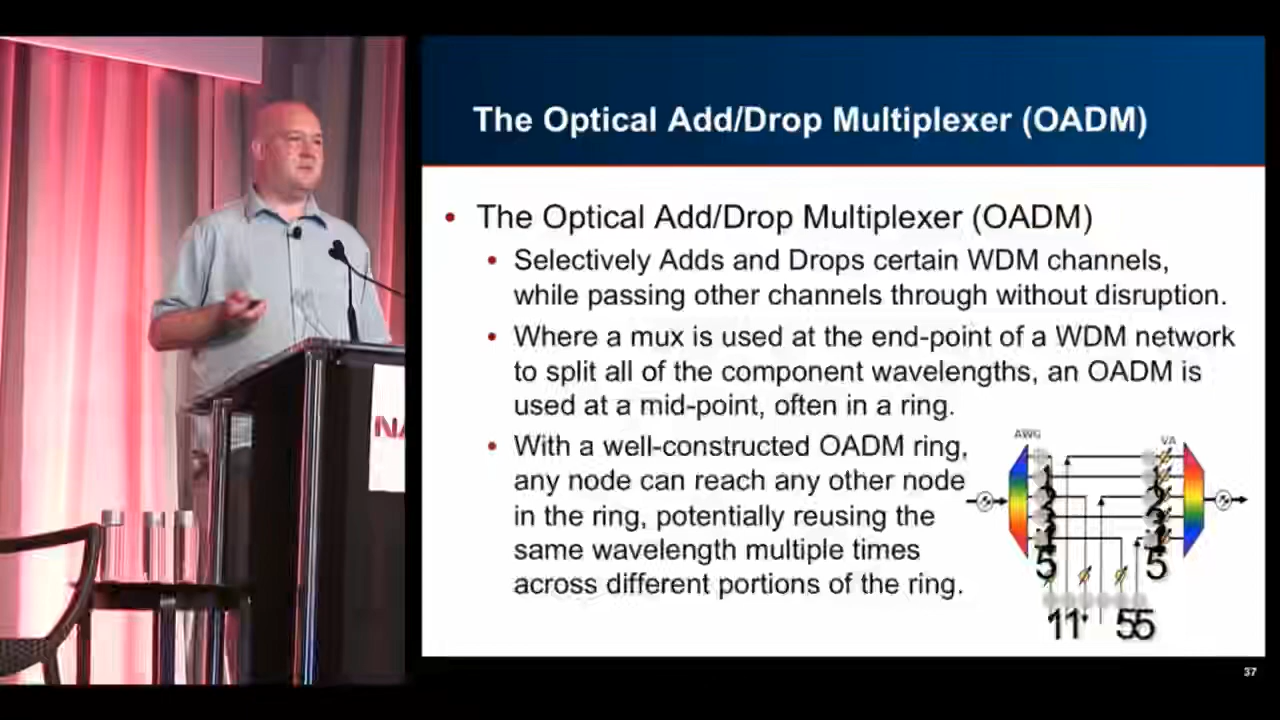 The Optical Add/Drop Multiplexer (OADM)
• The Optical Add/Drop Multiplexer (OADM)
• Selectively Adds and Drops certain WDM channels,
while passing other channels through without disruption.
• Where a mux is used at the end-point of a WDM network
to split all of the component wavelengths, an OADM is
used at a mid-point, often in a ring.
• With a well-constructed OADM ring,
any node can reach any other node
in the ring, potentially reusing the
same wavelength multiple times
across different portions of the ring.
AWG
VA
5
5
11
55
NA
37